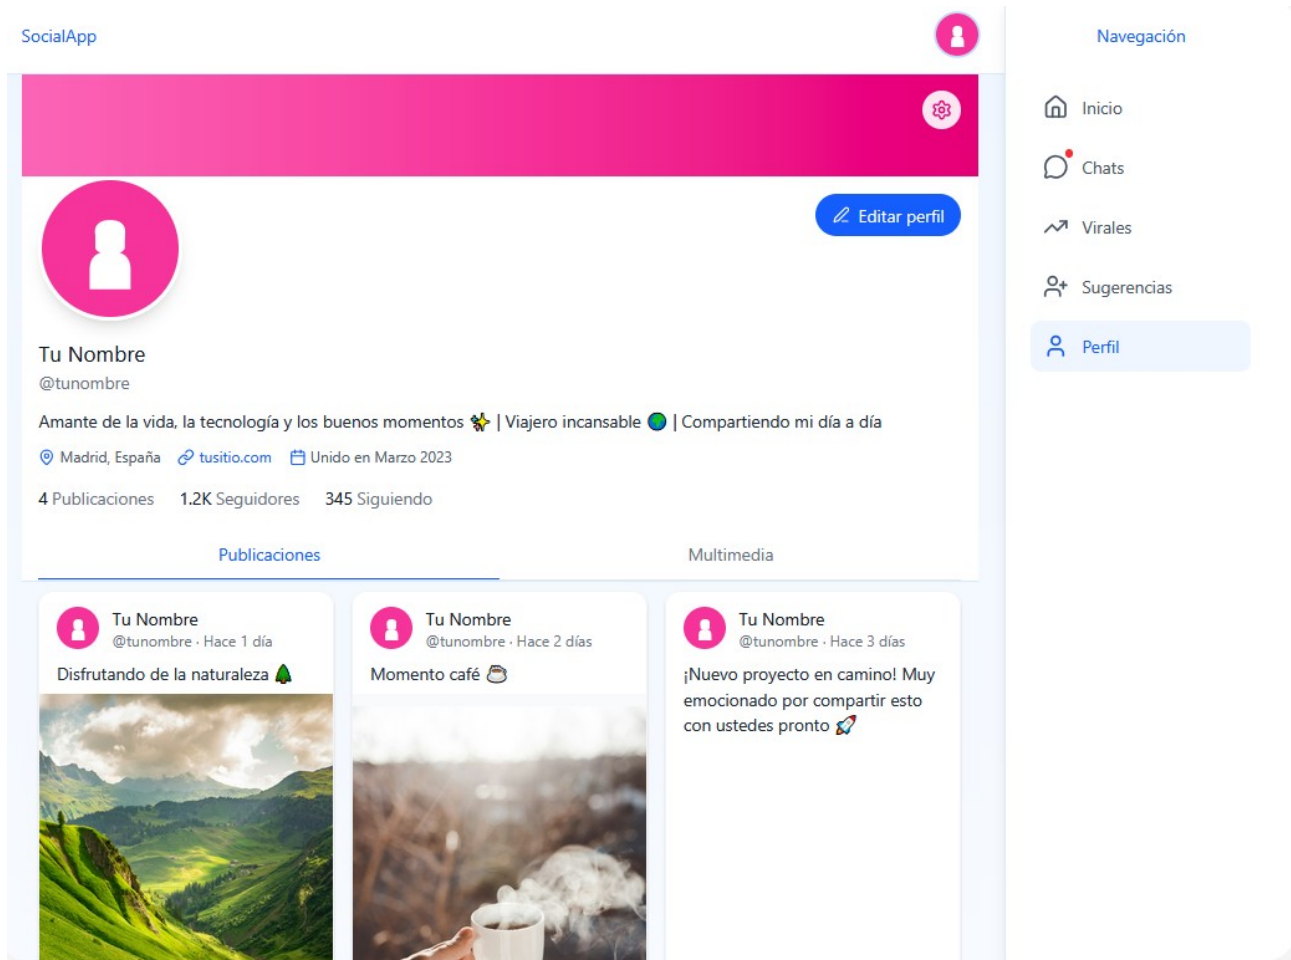 SocialApp
Navegación
Inicio
Chats
Virales
Sugerencias
Perfil
Editar perfil
Tu Nombre
@tunombre
Amante de la vida, la tecnología y los buenos momentos ✨ | Viajero incansable 🌍 | Compartiendo mi día a día
Madrid, España tusitio.com Unido en Marzo 2023
4 Publicaciones 1.2K Seguidores 345 Siguiendo
Publicaciones Multimedia
Tu Nombre
@tunombre · Hace 1 día
Disfrutando de la naturaleza 🌲
Tu Nombre
@tunombre · Hace 2 días
Momento café ☕
Tu Nombre
@tunombre · Hace 3 días
¡Nuevo proyecto en camino! Muy
emocionado por compartir esto
con ustedes pronto 🚀